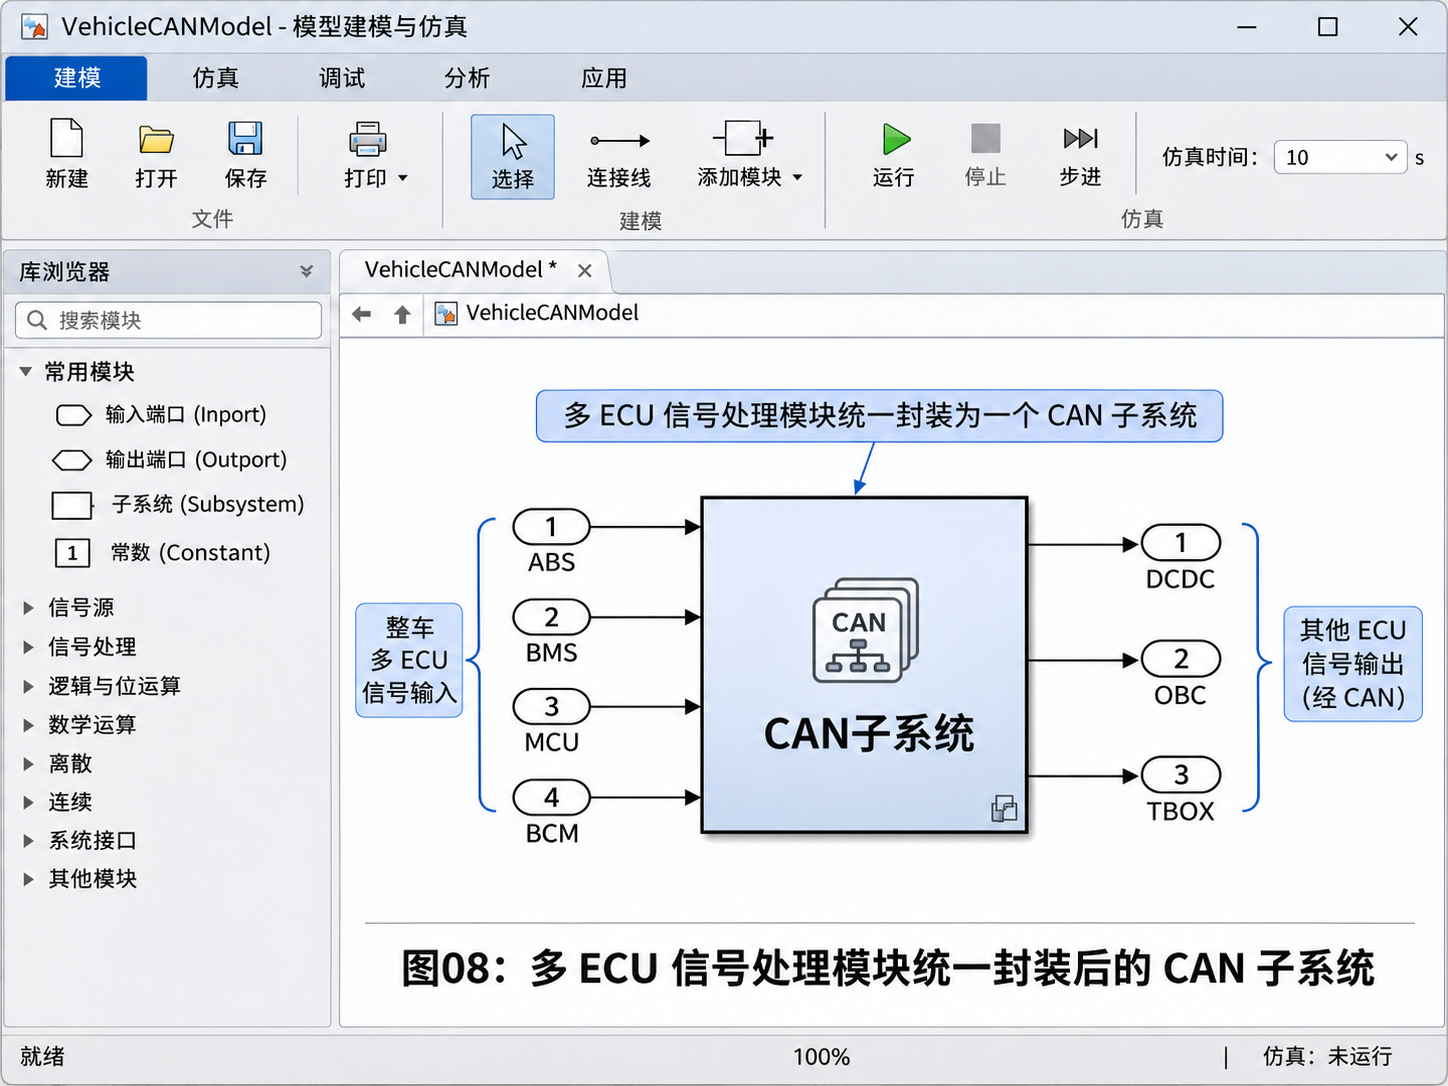 VehicleCANModel - 模型建模与仿真
建模 仿真 调试 分析 应用
新建 打开 保存 打印 选择 连接线 添加模块 运行 停止 步进 仿真时间： 10 s
文件 建模 仿真
库浏览器
搜索模块
常用模块
输入端口 (Inport)
输出端口 (Outport)
子系统 (Subsystem)
1 常数 (Constant)
信号源
信号处理
逻辑与位运算
数学运算
离散
连续
系统接口
其他模块
VehicleCANModel *
VehicleCANModel
多 ECU 信号处理模块统一封装为一个 CAN 子系统
整车
多 ECU
信号输入
1
ABS
2
BMS
3
MCU
4
BCM
CAN
CAN子系统
1
DCDC
2
OBC
3
TBOX
其他 ECU
信号输出
（经 CAN）
图08：多 ECU 信号处理模块统一封装后的 CAN 子系统
就绪 100% | 仿真：未运行